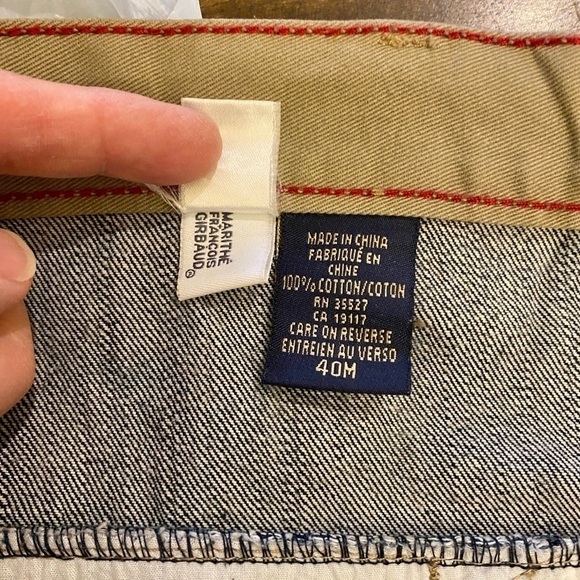 MARITHÉ
FRANÇOIS
GIRBAUD®
MADE IN CHINA
FABRIQUÉ EN
CHINE
100% COTTON/COTON
RN 35527
CA 19117
CARE ON REVERSE
ENTREIEN AU VERSO
40M